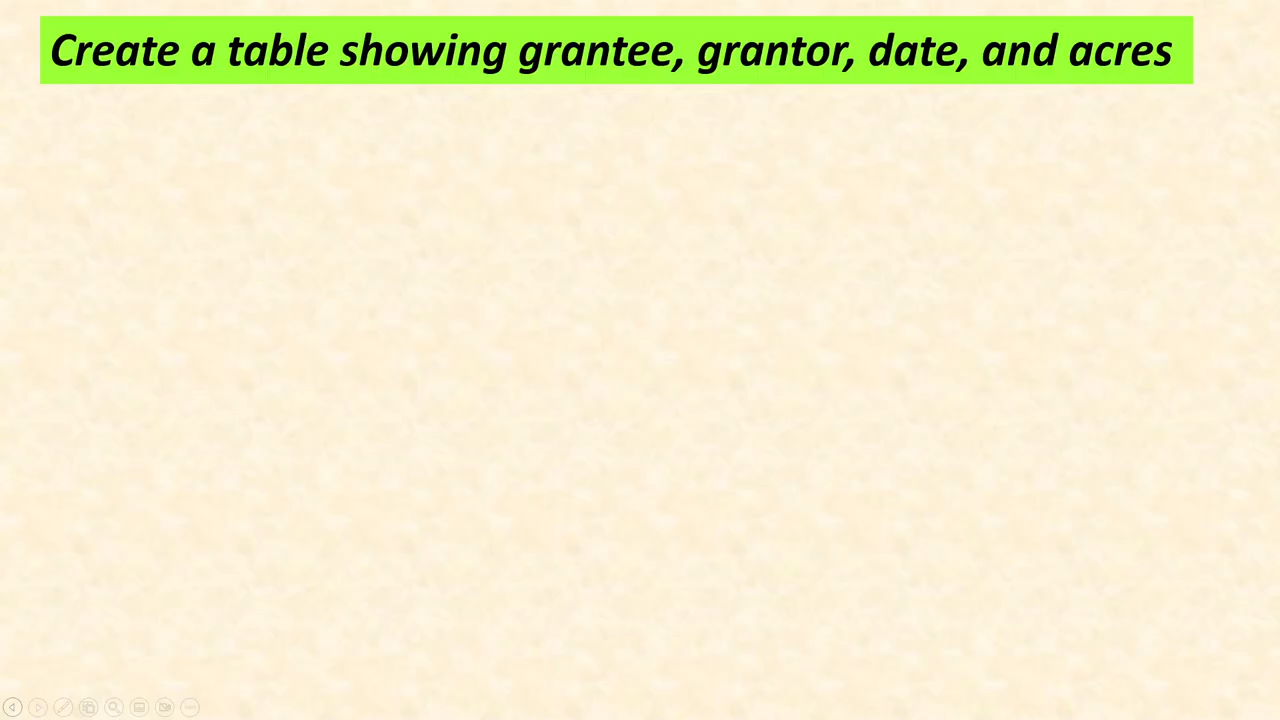 Create a table showing grantee, grantor, date, and acres